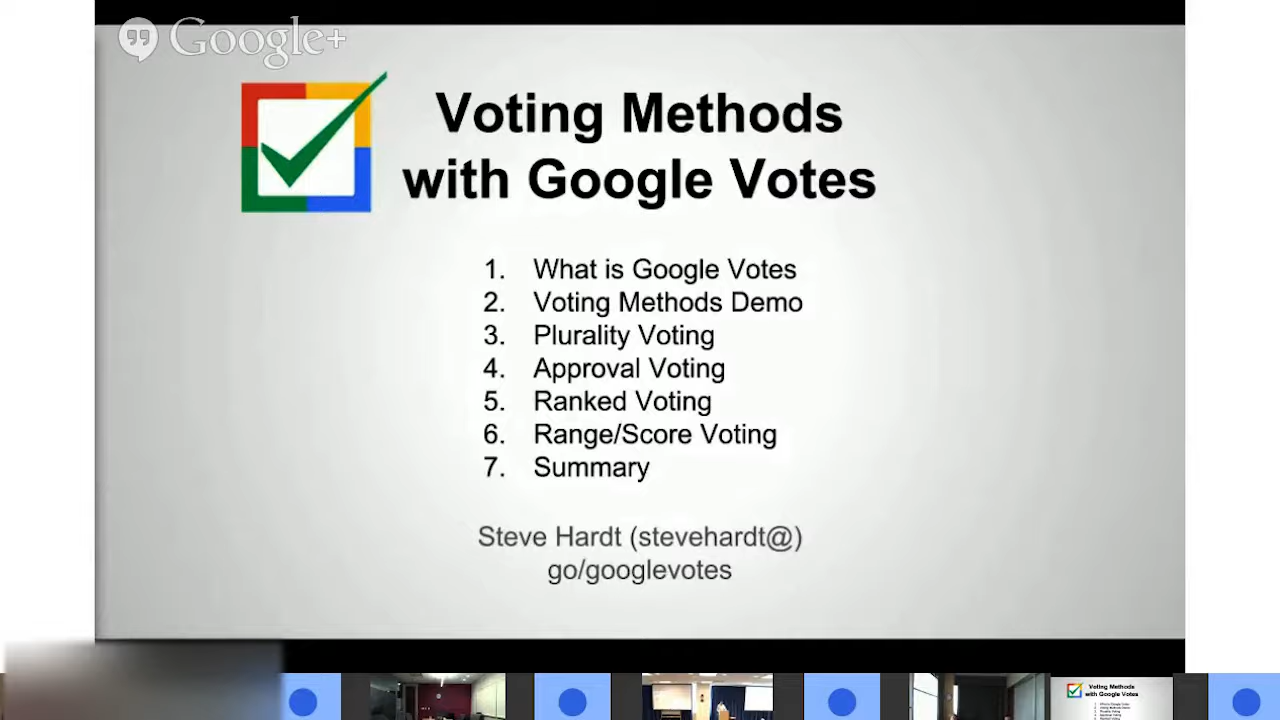 Google+
Voting Methods
with Google Votes
1. What is Google Votes
2. Voting Methods Demo
3. Plurality Voting
4. Approval Voting
5. Ranked Voting
6. Range/Score Voting
7. Summary
Steve Hardt (stevehardt@)
go/googlevotes
Voting Methods
with Google Votes